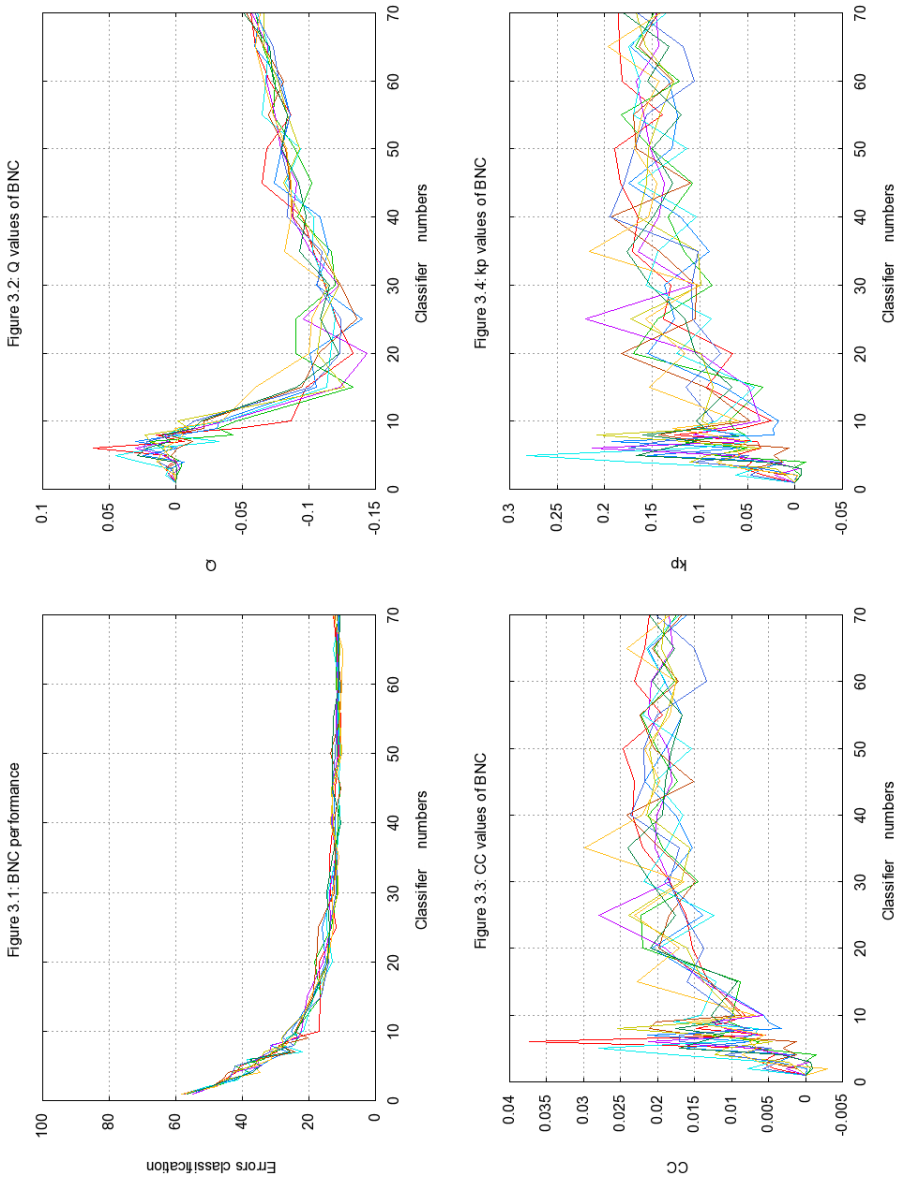 Figure 3.1: BNC performance
Errors classification
100
80
60
40
20
0
0 10 20 30 40 50 60 70
Classifier numbers
Figure 3.2: Q values of BNC
Q
0.1
0.05
0
-0.05
-0.1
-0.15
0 10 20 30 40 50 60 70
Classifier numbers
Figure 3.3: CC values of BNC
CC
0.04
0.035
0.03
0.025
0.02
0.015
0.01
0.005
0
-0.005
0 10 20 30 40 50 60 70
Classifier numbers
Figure 3.4: kp values of BNC
kp
0.3
0.25
0.2
0.15
0.1
0.05
0
-0.05
0 10 20 30 40 50 60 70
Classifier numbers